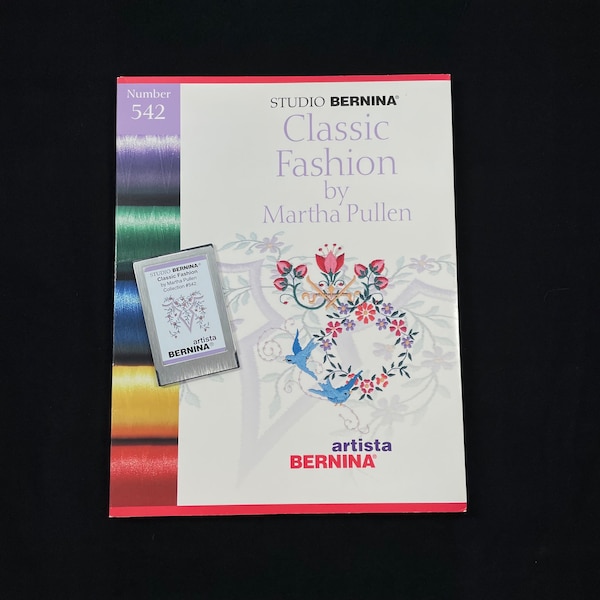 Number
542
STUDIO BERNINA®
Classic
Fashion
by
Martha Pullen
STUDIO BERNINA®
Classic Fashion
by Martha Pullen
Collection #542
artista
BERNINA®
artista
BERNINA®